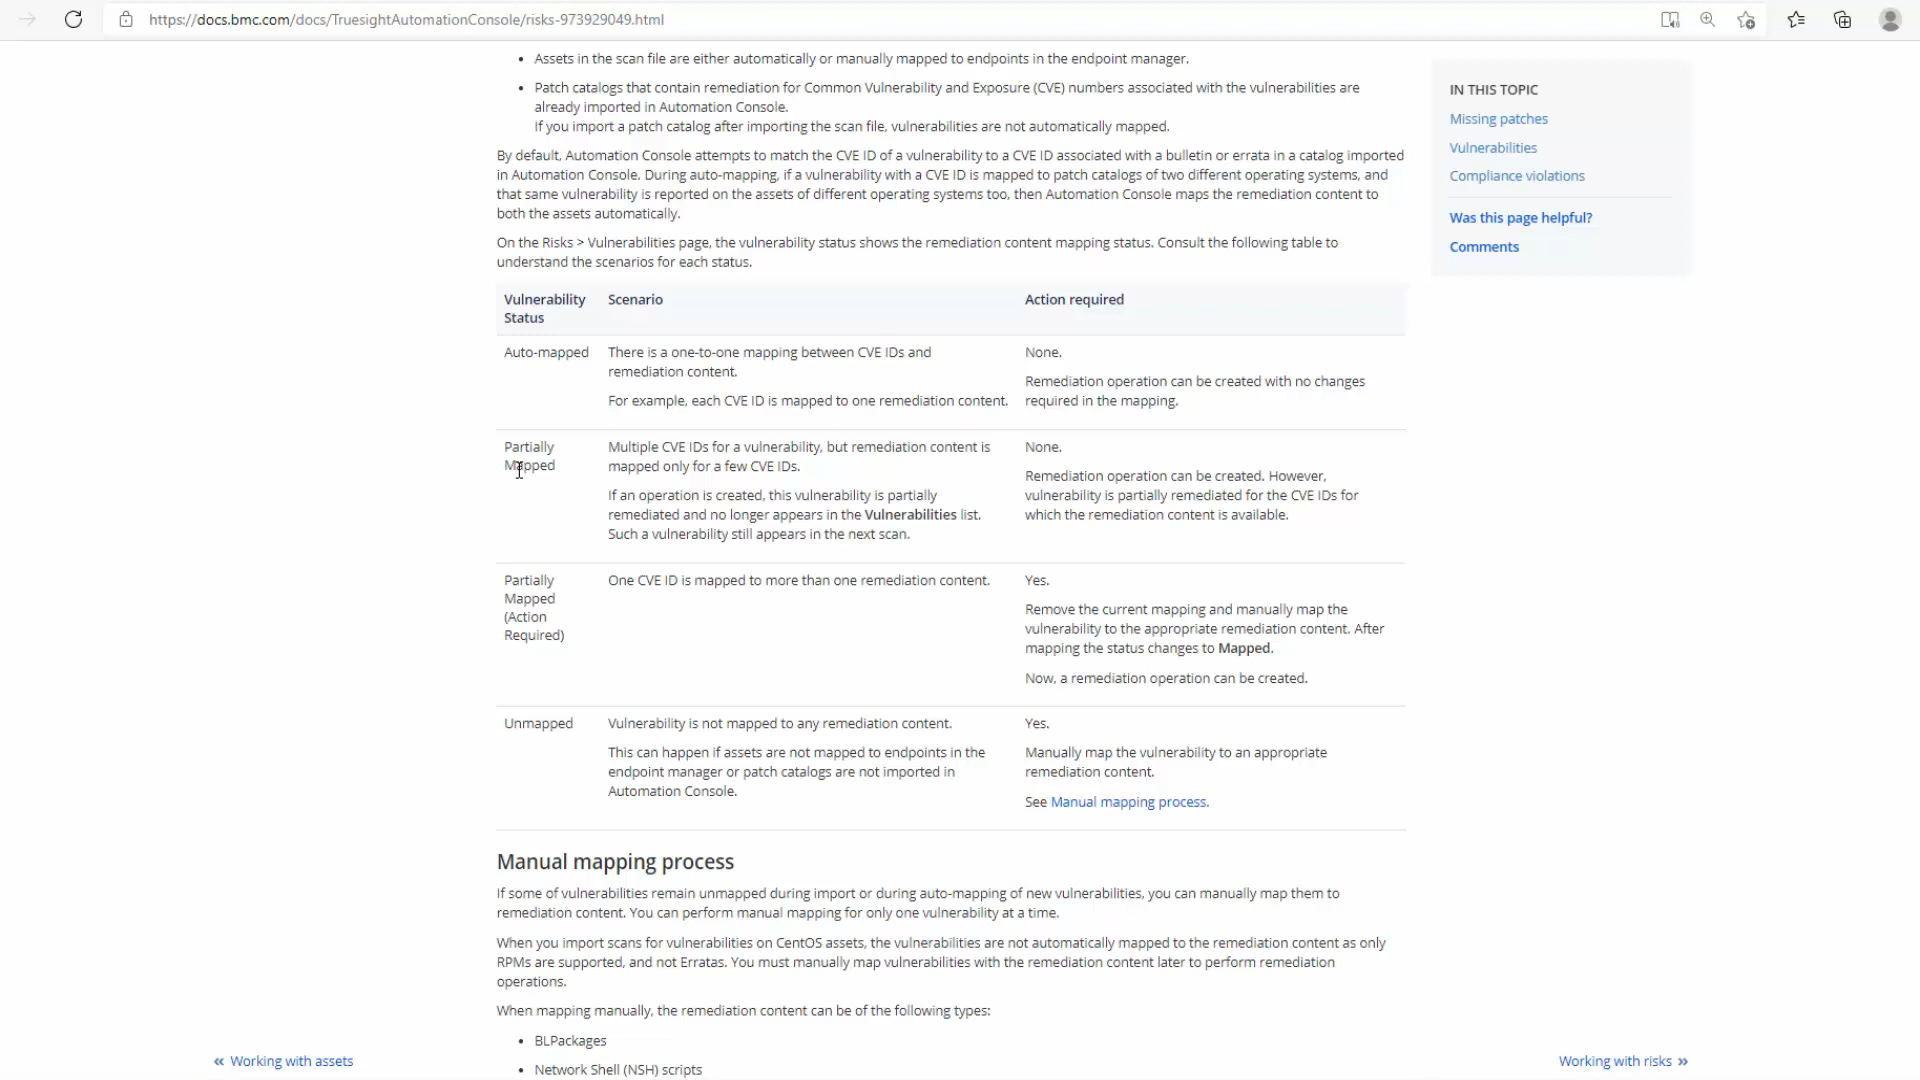 https://docs.bmc.com/docs/TruesightAutomationConsole/risks-973929049.html
• Assets in the scan file are either automatically or manually mapped to endpoints in the endpoint manager.
• Patch catalogs that contain remediation for Common Vulnerability and Exposure (CVE) numbers associated with the vulnerabilities are
already imported in Automation Console.
If you import a patch catalog after importing the scan file, vulnerabilities are not automatically mapped.
By default, Automation Console attempts to match the CVE ID of a vulnerability to a CVE ID associated with a bulletin or errata in a catalog imported
in Automation Console. During auto-mapping, if a vulnerability with a CVE ID is mapped to patch catalogs of two different operating systems, and
that same vulnerability is reported on the assets of different operating systems too, then Automation Console maps the remediation content to
both the assets automatically.
On the Risks > Vulnerabilities page, the vulnerability status shows the remediation content mapping status. Consult the following table to
understand the scenarios for each status.
Vulnerability
Status
Scenario
Action required
Auto-mapped
There is a one-to-one mapping between CVE IDs and
remediation content.
For example, each CVE ID is mapped to one remediation content.
None.
Remediation operation can be created with no changes
required in the mapping.
Partially
Mapped
Multiple CVE IDs for a vulnerability, but remediation content is
mapped only for a few CVE IDs.
If an operation is created, this vulnerability is partially
remediated and no longer appears in the Vulnerabilities list.
Such a vulnerability still appears in the next scan.
None.
Remediation operation can be created. However,
vulnerability is partially remediated for the CVE IDs for
which the remediation content is available.
Partially
Mapped
(Action
Required)
One CVE ID is mapped to more than one remediation content.
Yes.
Remove the current mapping and manually map the
vulnerability to the appropriate remediation content. After
mapping the status changes to Mapped.
Now, a remediation operation can be created.
Unmapped
Vulnerability is not mapped to any remediation content.
This can happen if assets are not mapped to endpoints in the
endpoint manager or patch catalogs are not imported in
Automation Console.
Yes.
Manually map the vulnerability to an appropriate
remediation content.
See Manual mapping process.
Manual mapping process
If some of vulnerabilities remain unmapped during import or during auto-mapping of new vulnerabilities, you can manually map them to
remediation content. You can perform manual mapping for only one vulnerability at a time.
When you import scans for vulnerabilities on CentOS assets, the vulnerabilities are not automatically mapped to the remediation content as only
RPMs are supported, and not Erratas. You must manually map vulnerabilities with the remediation content later to perform remediation
operations.
When mapping manually, the remediation content can be of the following types:
• BLPackages
• Network Shell (NSH) scripts
IN THIS TOPIC
Missing patches
Vulnerabilities
Compliance violations
Was this page helpful?
Comments
« Working with assets
Working with risks »